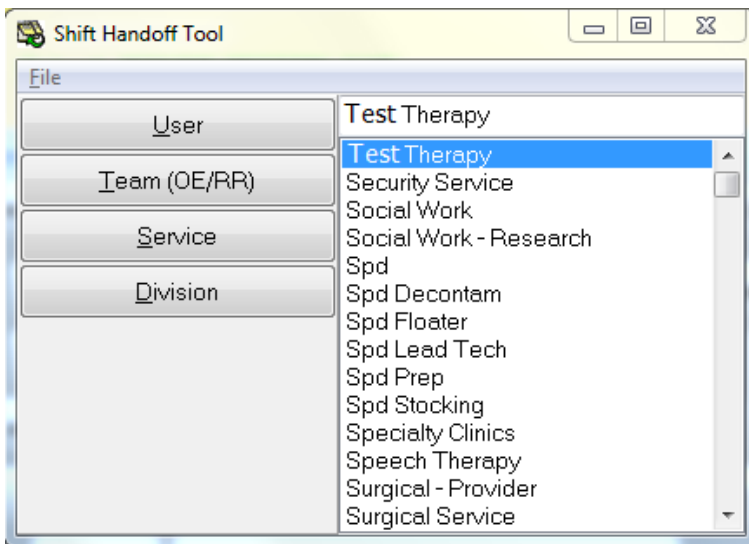 Shift Handoff Tool
File
User
Team (OE/RR)
Service
Division
Test Therapy
Test Therapy
Security Service
Social Work
Social Work - Research
Spd
Spd Decontam
Spd Floater
Spd Lead Tech
Spd Prep
Spd Stocking
Specialty Clinics
Speech Therapy
Surgical - Provider
Surgical Service